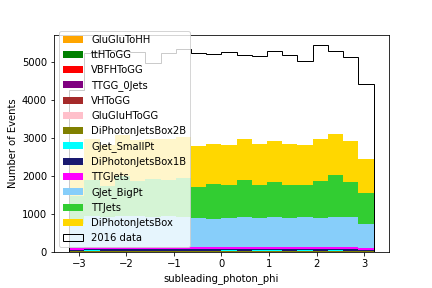 GluGluToHH
ttHToGG
VBFHToGG
TTGG_0Jets
VHToGG
GluGluHToGG
DiPhotonJetsBox2B
GJet_SmallPt
DiPhotonJetsBox1B
TTGJets
GJet_BigPt
TTJets
DiPhotonJetsBox
2016 data
Number of Events
5000
4000
3000
2000
1000
0
−3 −2 −1 0 1 2 3
subleading_photon_phi